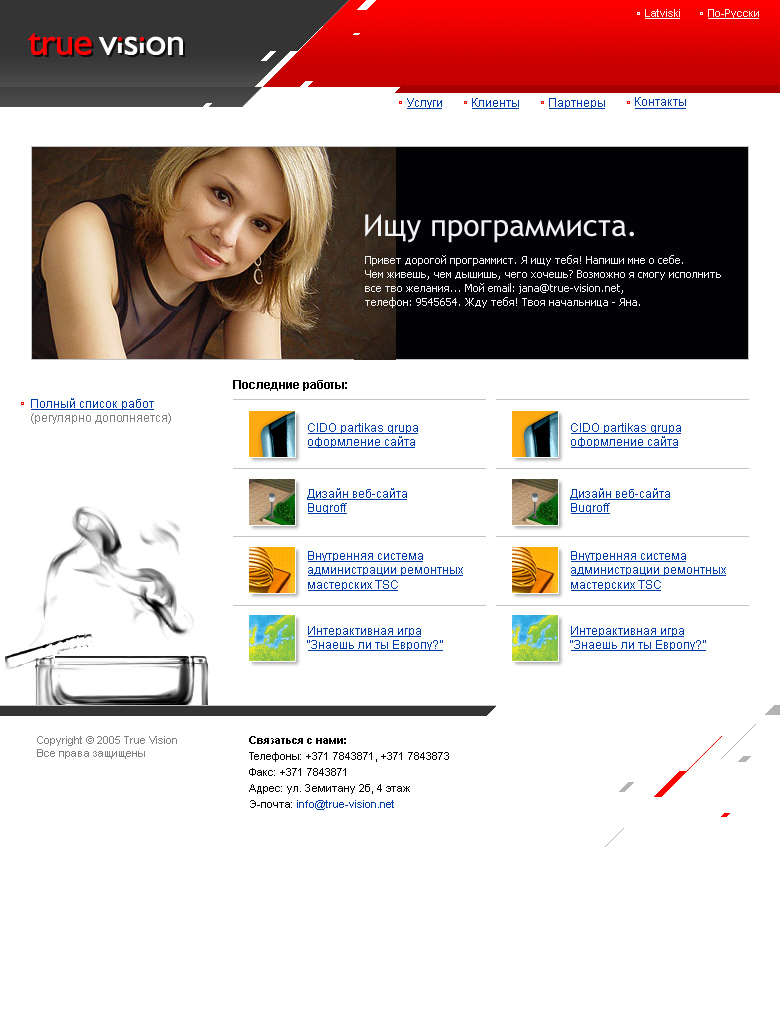 true vision
Latviski
По-Русски
Услуги
Клиенты
Партнеры
Контакты
Ищу программиста.
Привет дорогой программист. Я ищу тебя! Напиши мне о себе.
Чем живешь, чем дышишь, чего хочешь? Возможно я смогу исполнить
все тво желания... Мой email: jana@true-vision.net,
телефон: 9545654. Жду тебя! Твоя начальница - Яна.
Полный список работ
(регулярно дополняется)
Последние работы:
CIDO partikas grupa
оформление сайта
CIDO partikas grupa
оформление сайта
Дизайн веб-сайта
Bugroff
Дизайн веб-сайта
Bugroff
Внутренняя система
администрации ремонтных
мастерских TSC
Внутренняя система
администрации ремонтных
мастерских TSC
Интерактивная игра
"Знаешь ли ты Европу?"
Интерактивная игра
"Знаешь ли ты Европу?"
Copyright © 2005 True Vision
Все права защищены
Связаться с нами:
Телефоны: +371 7843871, +371 7843873
Факс: +371 7843871
Адрес: ул. Земитану 2б, 4 этаж
Э-почта: info@true-vision.net